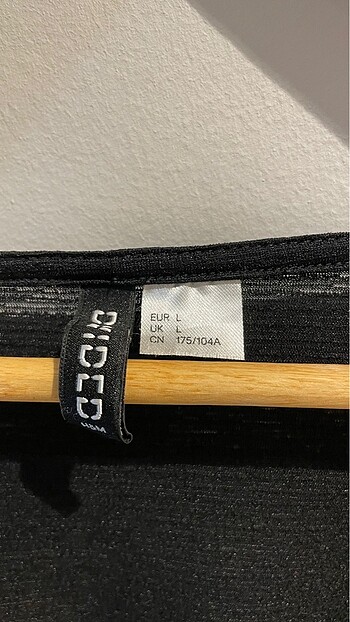 DIVIDED
H&M
EUR L
UK L
CN 175/104A